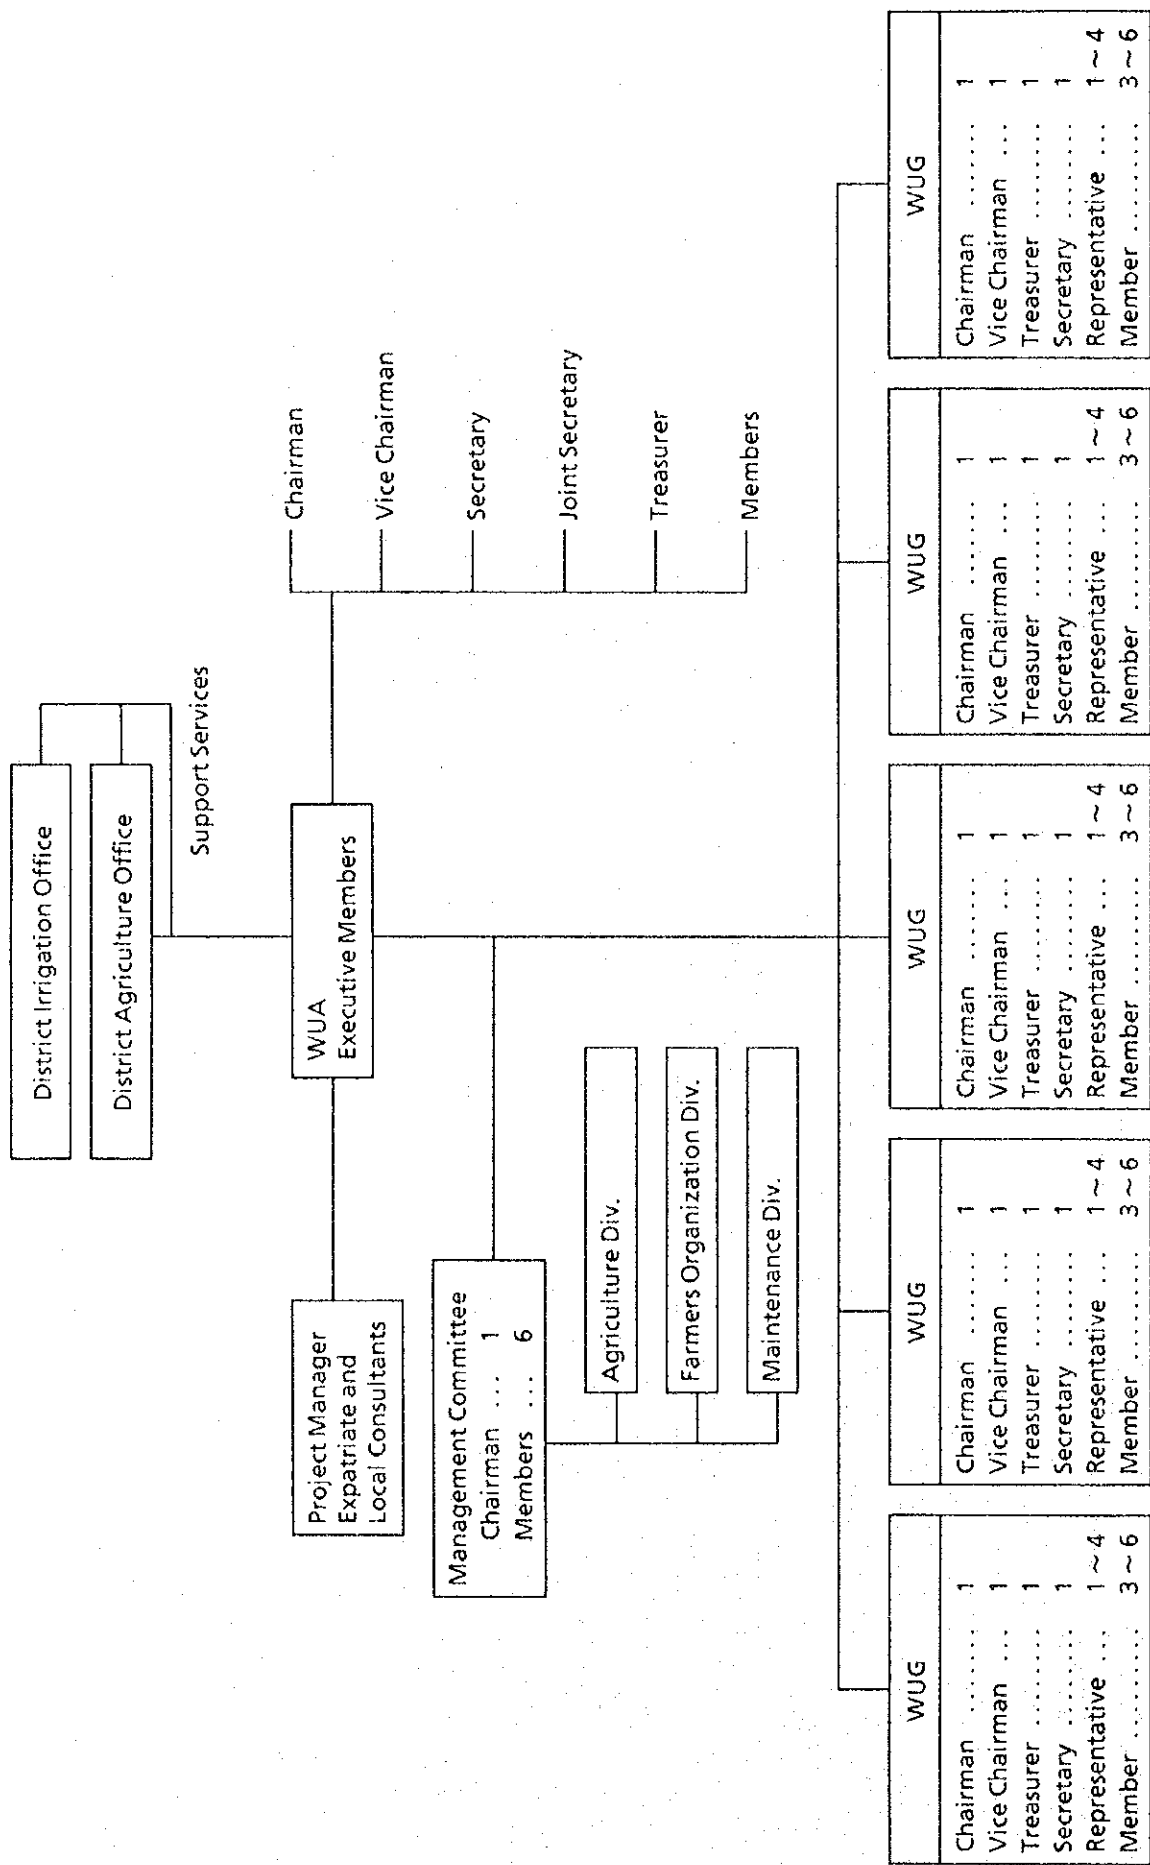 District Irrigation Office
District Agriculture Office
Support Services
Project Manager
Expatriate and
Local Consultants
WUA
Executive Members
Chairman
Vice Chairman
Secretary
Joint Secretary
Treasurer
Members
Management Committee
Chairman ... 1
Members ... 6
Agriculture Div.
Farmers Organization Div.
Maintenance Div.
WUG
Chairman ....... 1
Vice Chairman ... 1
Treasurer ........ 1
Secretary ........ 1
Representative ... 1 ~ 4
Member ......... 3 ~ 6
WUG
Chairman ....... 1
Vice Chairman ... 1
Treasurer ........ 1
Secretary ........ 1
Representative ... 1 ~ 4
Member ......... 3 ~ 6
WUG
Chairman ....... 1
Vice Chairman ... 1
Treasurer ........ 1
Secretary ........ 1
Representative ... 1 ~ 4
Member ......... 3 ~ 6
WUG
Chairman ....... 1
Vice Chairman ... 1
Treasurer ........ 1
Secretary ........ 1
Representative ... 1 ~ 4
Member ......... 3 ~ 6
WUG
Chairman ....... 1
Vice Chairman ... 1
Treasurer ........ 1
Secretary ........ 1
Representative ... 1 ~ 4
Member ......... 3 ~ 6